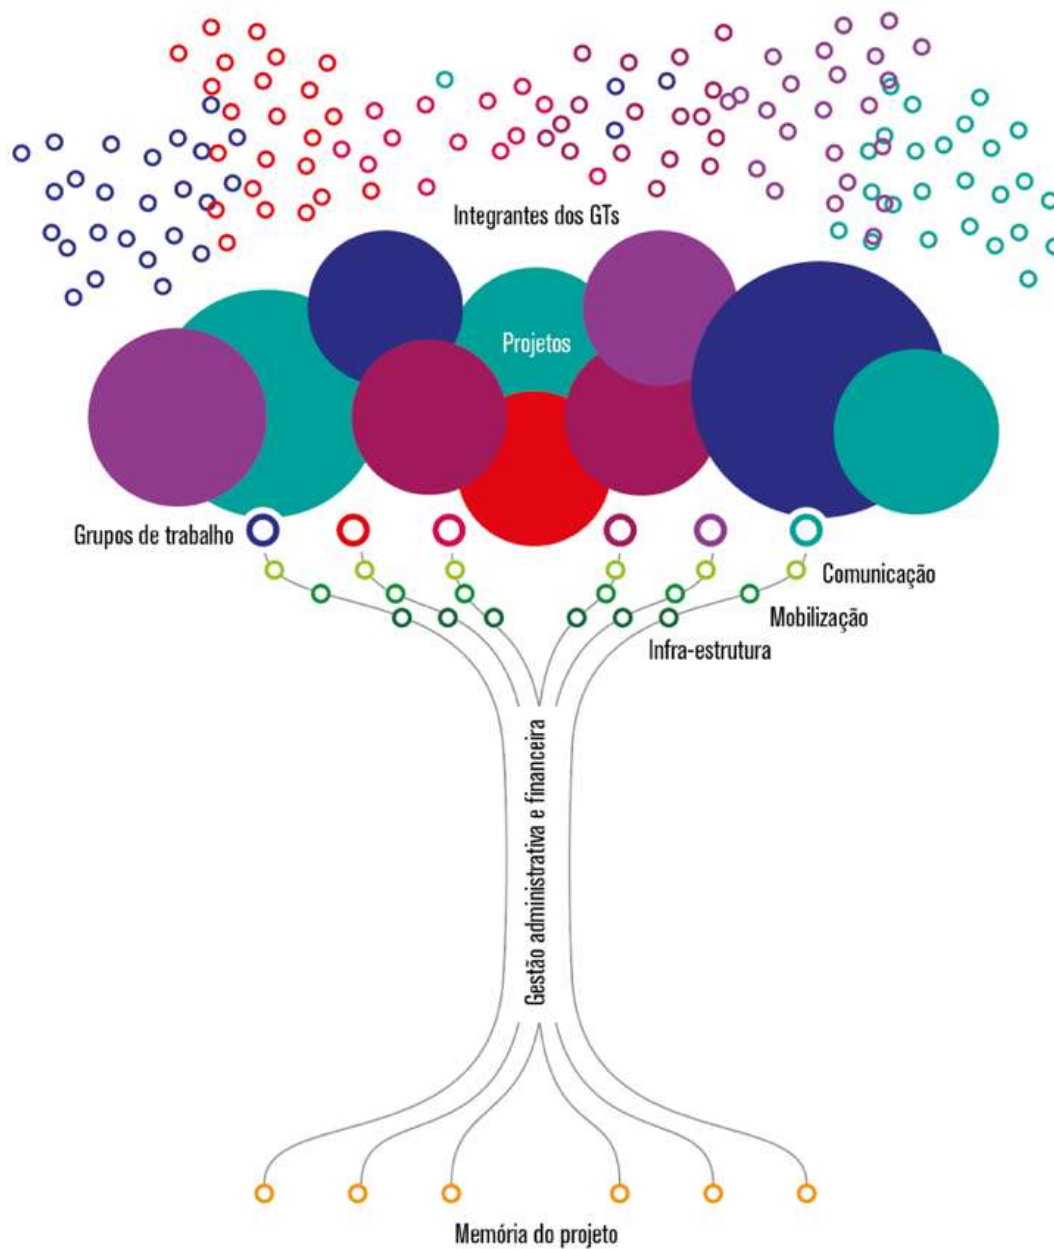 Integrantes dos GTs
Projetos
Grupos de trabalho
Comunicação
Mobilização
Infra-estrutura
Gestão administrativa e financeira
Memória do projeto